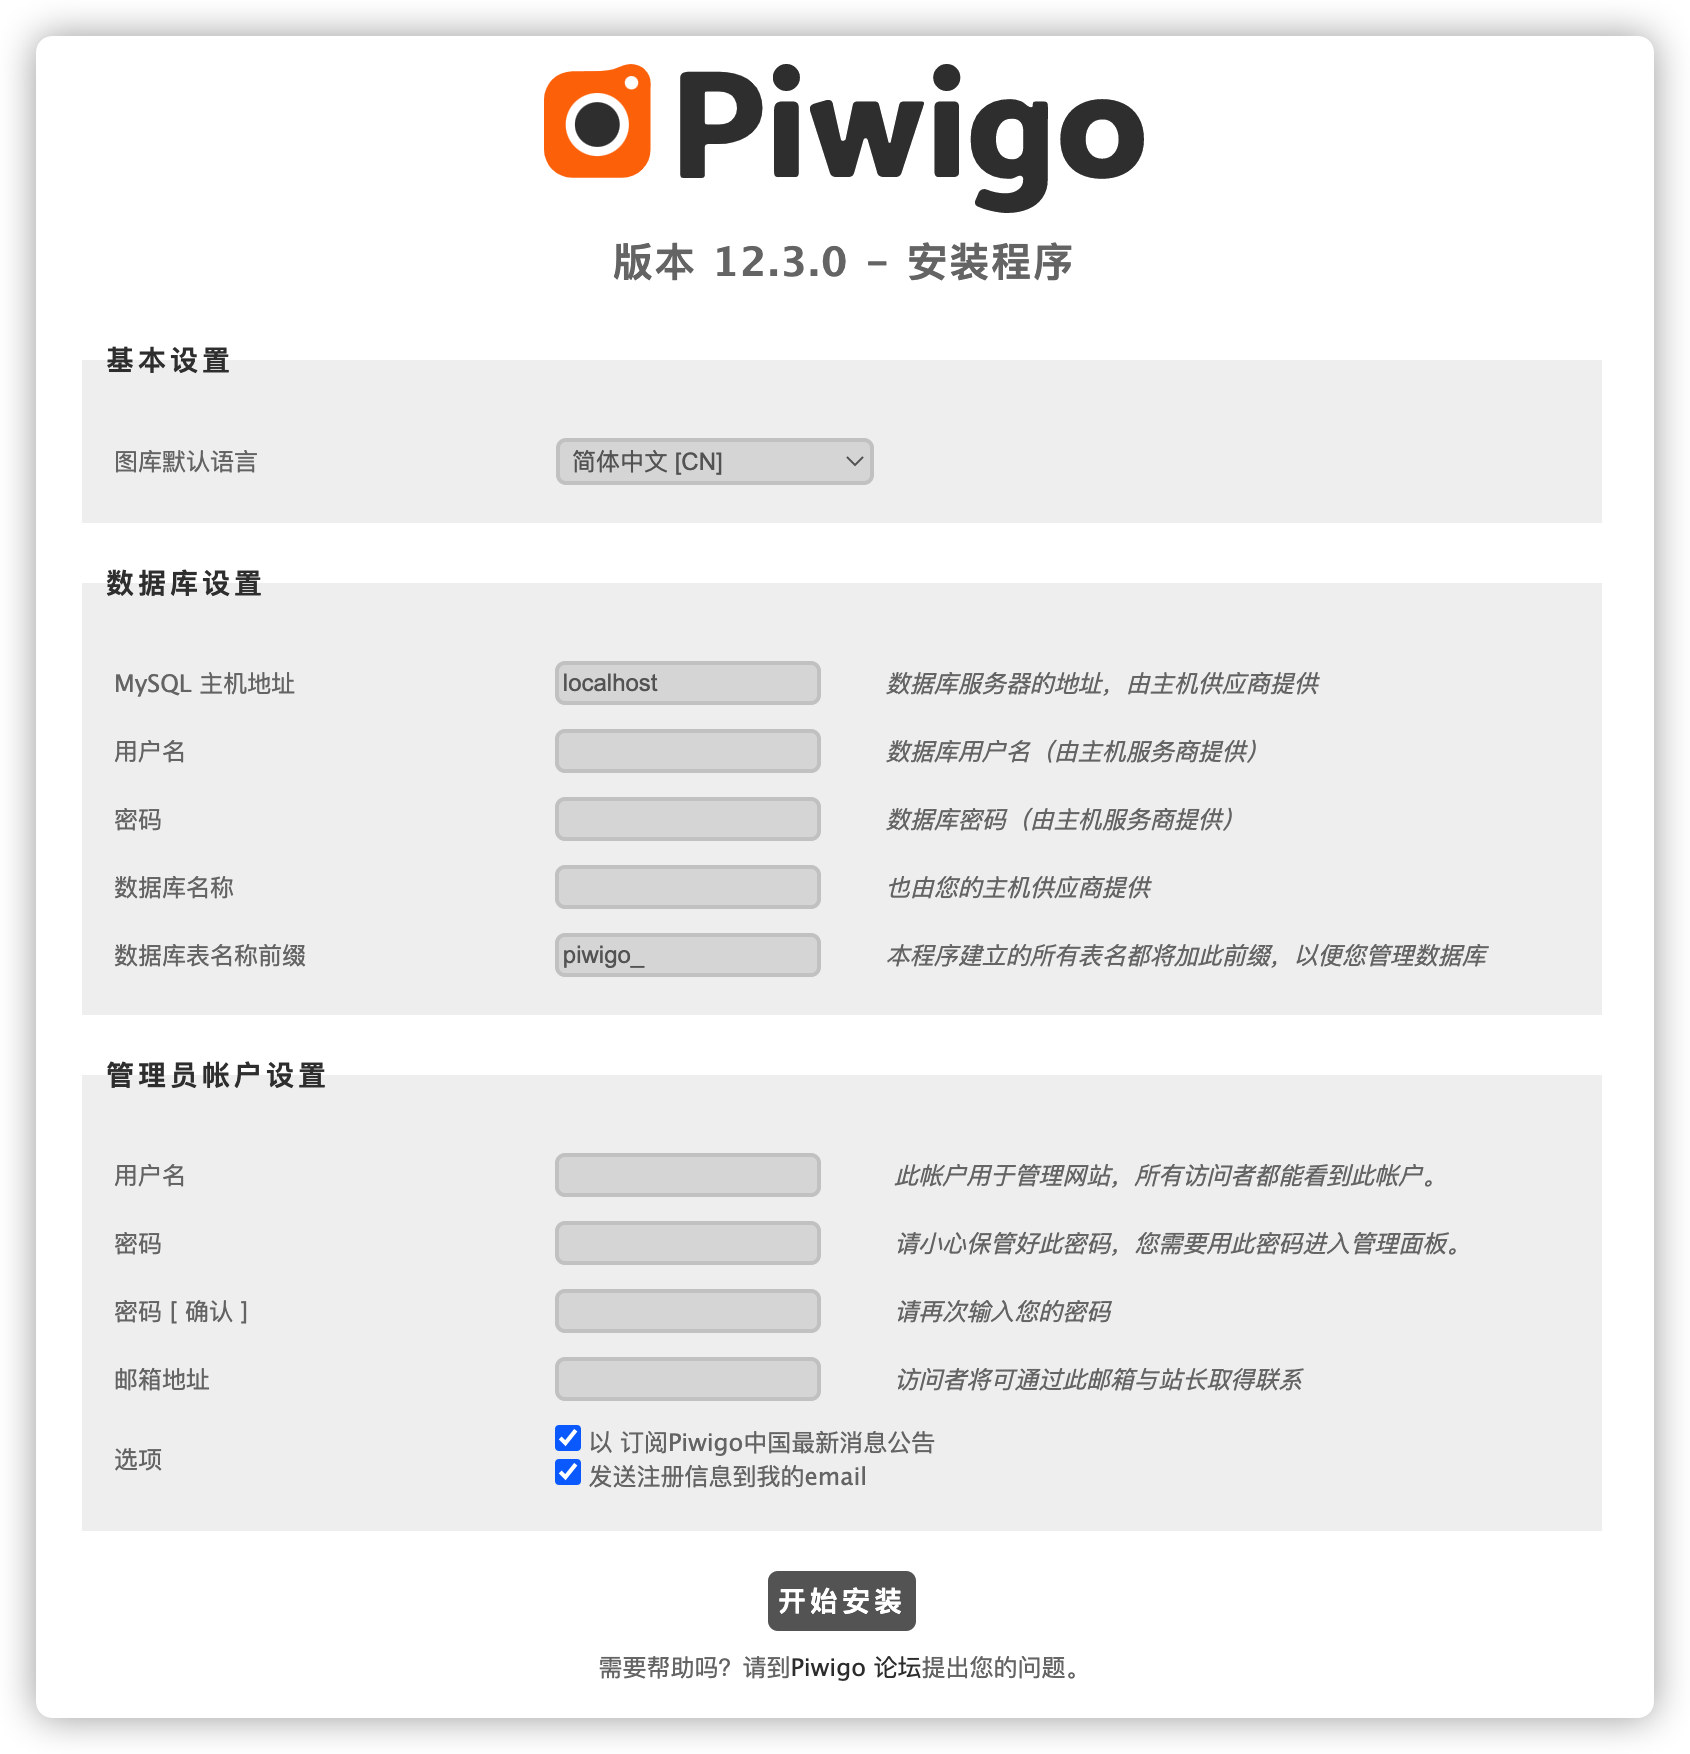 Piwigo
版本 12.3.0 – 安装程序
基本设置
图库默认语言 简体中文 [CN]
数据库设置
MySQL 主机地址 localhost 数据库服务器的地址，由主机供应商提供
用户名 数据库用户名（由主机服务商提供）
密码 数据库密码（由主机服务商提供）
数据库名称 也由您的主机供应商提供
数据库表名称前缀 piwigo_ 本程序建立的所有表名都将加此前缀，以便您管理数据库
管理员帐户设置
用户名 此帐户用于管理网站，所有访问者都能看到此帐户。
密码 请小心保管好此密码，您需要用此密码进入管理面板。
密码 [ 确认 ] 请再次输入您的密码
邮箱地址 访问者将可通过此邮箱与站长取得联系
选项 以 订阅Piwigo中国最新消息公告
发送注册信息到我的email
开始安装
需要帮助吗？请到Piwigo 论坛提出您的问题。